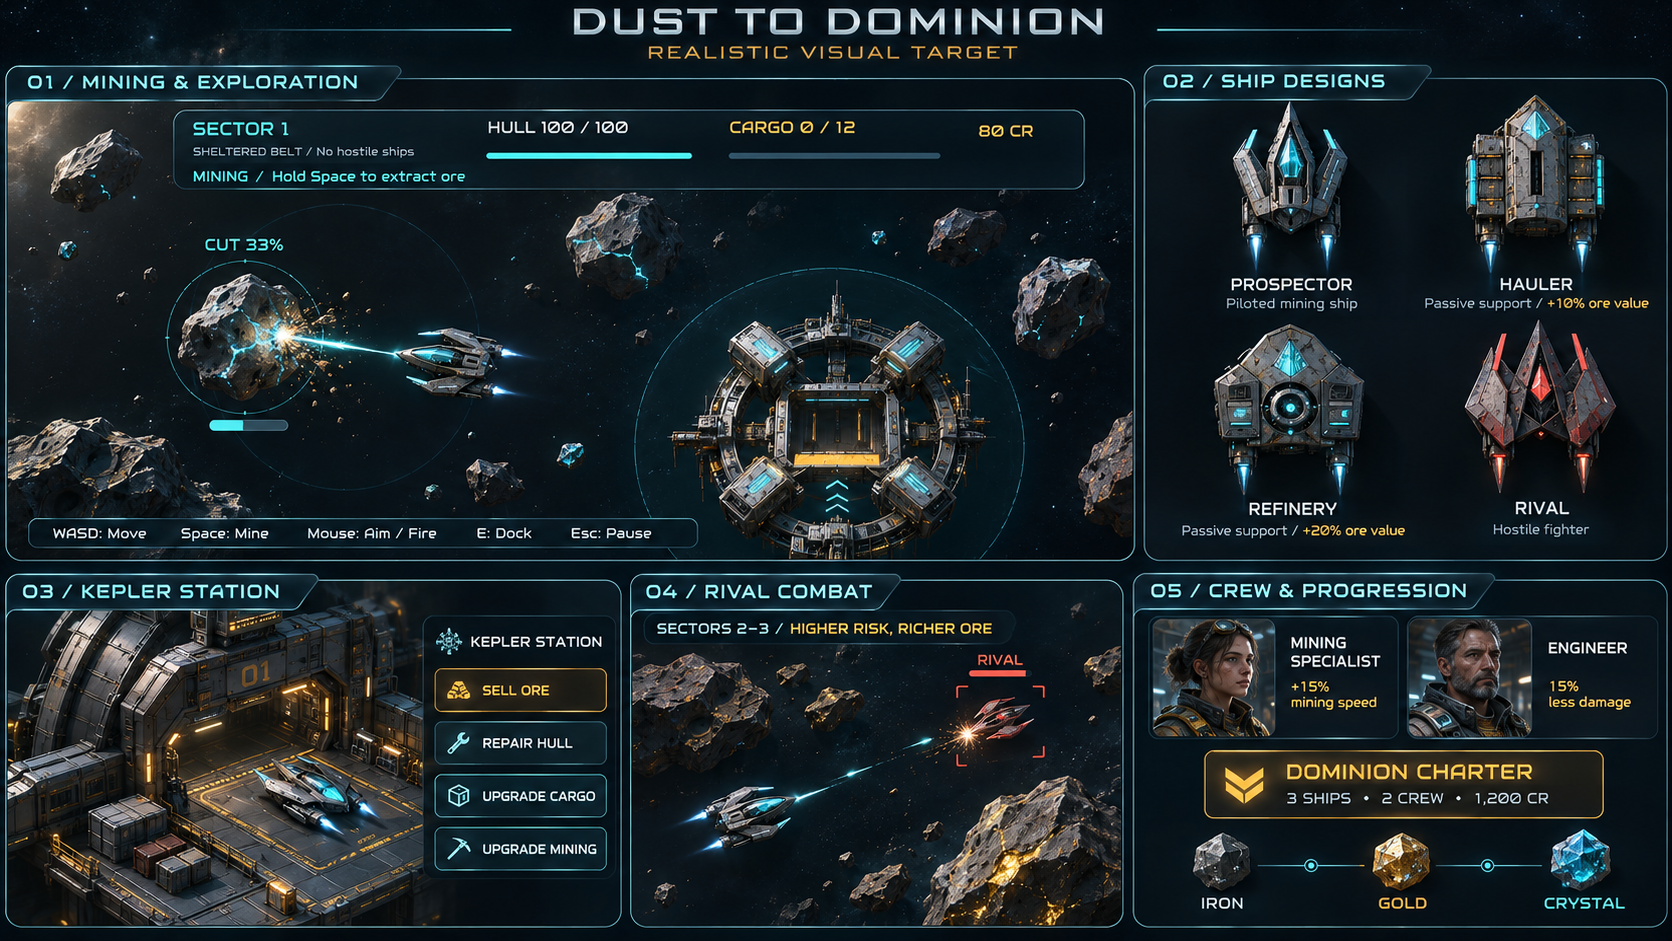 DUST TO DOMINION
REALISTIC VISUAL TARGET
01 / MINING & EXPLORATION
SECTOR 1
SHELTERED BELT / No hostile ships
MINING / Hold Space to extract ore
HULL 100 / 100
CARGO 0 / 12
80 CR
CUT 33%
WASD: Move
Space: Mine
Mouse: Aim / Fire
E: Dock
Esc: Pause
02 / SHIP DESIGNS
PROSPECTOR
Piloted mining ship
HAULER
Passive support / +10% ore value
REFINERY
Passive support / +20% ore value
RIVAL
Hostile fighter
03 / KEPLER STATION
01
KEPLER STATION
SELL ORE
REPAIR HULL
UPGRADE CARGO
UPGRADE MINING
04 / RIVAL COMBAT
SECTORS 2–3 / HIGHER RISK, RICHER ORE
RIVAL
05 / CREW & PROGRESSION
MINING
SPECIALIST
+15%
mining speed
ENGINEER
15%
less damage
DOMINION CHARTER
3 SHIPS • 2 CREW • 1,200 CR
IRON
GOLD
CRYSTAL